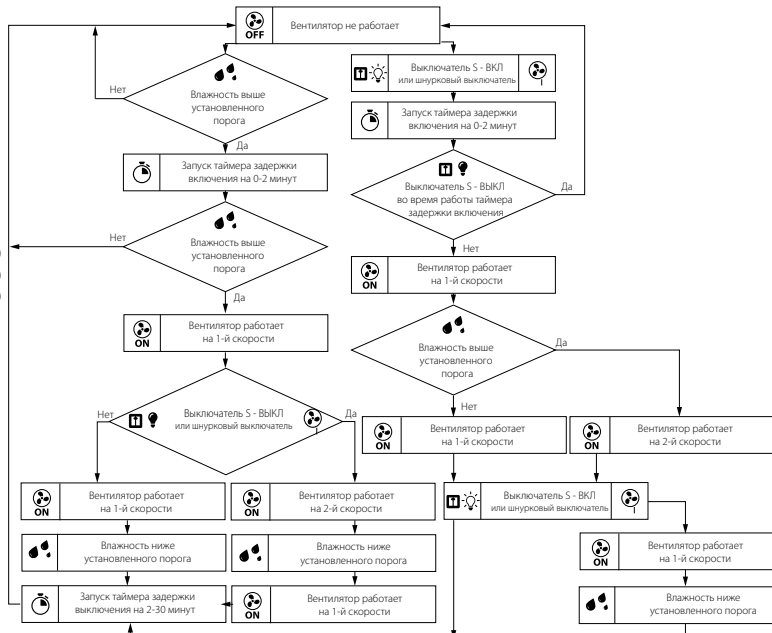 OFF
Вентилятор не работает
Выключатель S - ВКЛ
или шнурковый выключатель
Нет
Влажность выше
установленного
порога
Да
Запуск таймера задержки
включения на 0-2 минут
Запуск таймера задержки
включения на 0-2 минут
Выключатель S - ВЫКЛ
во время работы таймера
задержки включения
Да
Нет
Нет
Влажность выше
установленного
порога
Да
ON
Вентилятор работает
на 1-й скорости
ON
Вентилятор работает
на 1-й скорости
Влажность выше
установленного
порога
Да
Нет
Нет
Выключатель S - ВЫКЛ
или шнурковый выключатель
Да
ON
Вентилятор работает
на 1-й скорости
ON
Вентилятор работает
на 2-й скорости
ON
Вентилятор работает
на 1-й скорости
ON
Вентилятор работает
на 2-й скорости
Выключатель S - ВКЛ
или шнурковый выключатель
Влажность ниже
установленного порога
Влажность ниже
установленного порога
ON
Вентилятор работает
на 1-й скорости
Запуск таймера задержки
выключения на 2-30 минут
ON
Вентилятор работает
на 1-й скорости
Влажность ниже
установленного порога